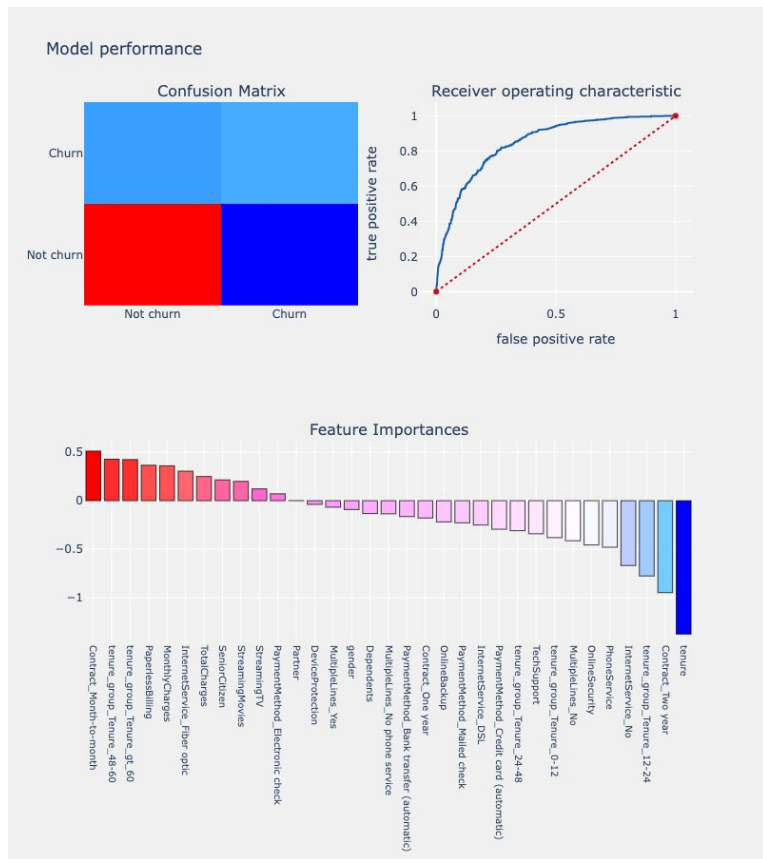 Model performance
Confusion Matrix
Churn
Not churn
Not churn
Churn
Receiver operating characteristic
true positive rate
1
0.8
0.6
0.4
0.2
0
0
0.5
1
false positive rate
Feature Importances
0.5
0
−0.5
−1
Contract_Month-to-month
tenure_group_Tenure_48-60
tenure_group_Tenure_gt_60
PaperlessBilling
MonthlyCharges
InternetService_Fiber optic
TotalCharges
SeniorCitizen
StreamingMovies
StreamingTV
PaymentMethod_Electronic check
Partner
DeviceProtection
MultipleLines_Yes
gender
Dependents
MultipleLines_No phone service
PaymentMethod_Bank transfer (automatic)
Contract_One year
OnlineBackup
PaymentMethod_Mailed check
InternetService_DSL
PaymentMethod_Credit card (automatic)
tenure_group_Tenure_24-48
TechSupport
tenure_group_Tenure_0-12
MultipleLines_No
OnlineSecurity
PhoneService
InternetService_No
tenure_group_Tenure_12-24
Contract_Two year
tenure